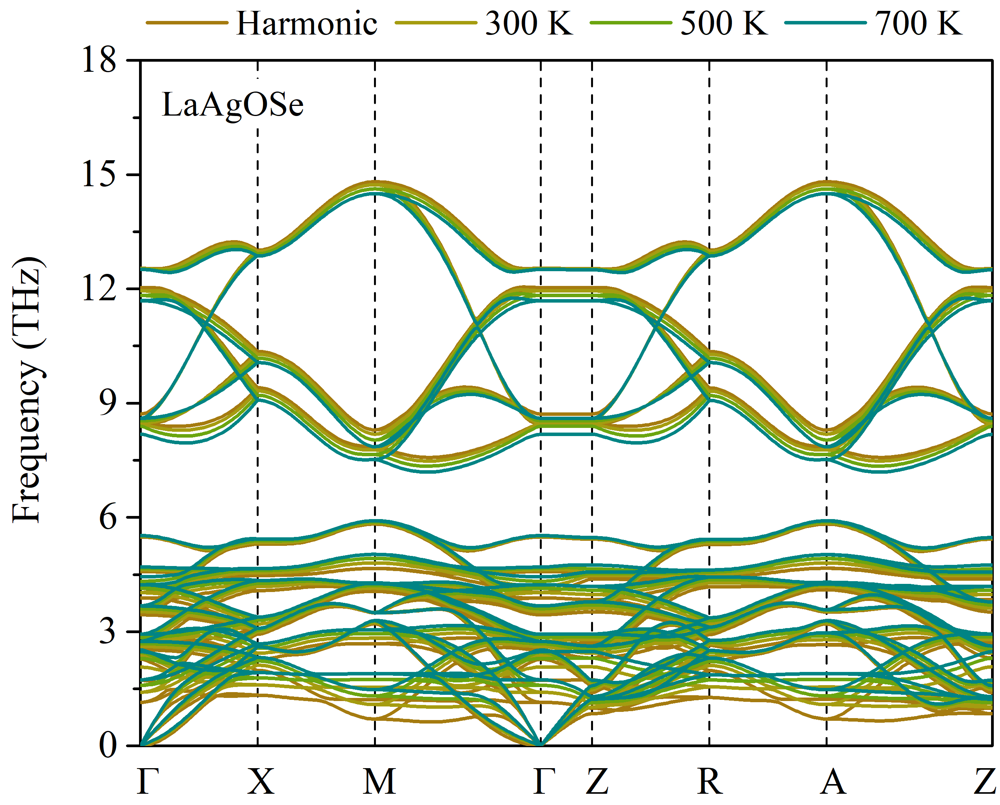 Harmonic 300 K 500 K 700 K
18
LaAgOSe
15
12
9
6
3
0
Frequency (THz)
Γ X M Γ Z R A Z